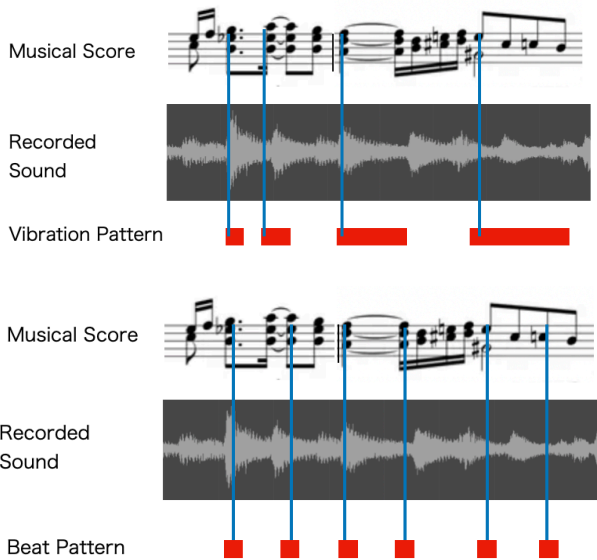 Musical Score
Recorded
Sound
Vibration Pattern
Musical Score
Recorded
Sound
Beat Pattern